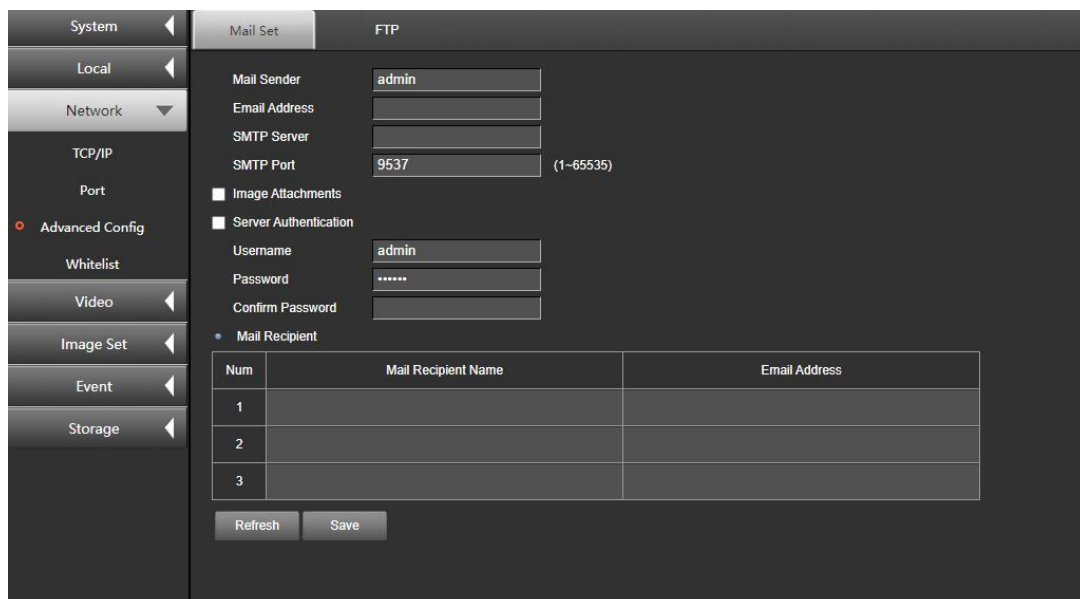 System
Local
Network
TCP/IP
Port
Advanced Config
Whitelist
Video
Image Set
Event
Storage
Mail Set FTP
Mail Sender admin
Email Address
SMTP Server
SMTP Port 9537 (1~65535)
Image Attachments
Server Authentication
Username admin
Password ••••••
Confirm Password
Mail Recipient
Num Mail Recipient Name Email Address
1
2
3
Refresh Save